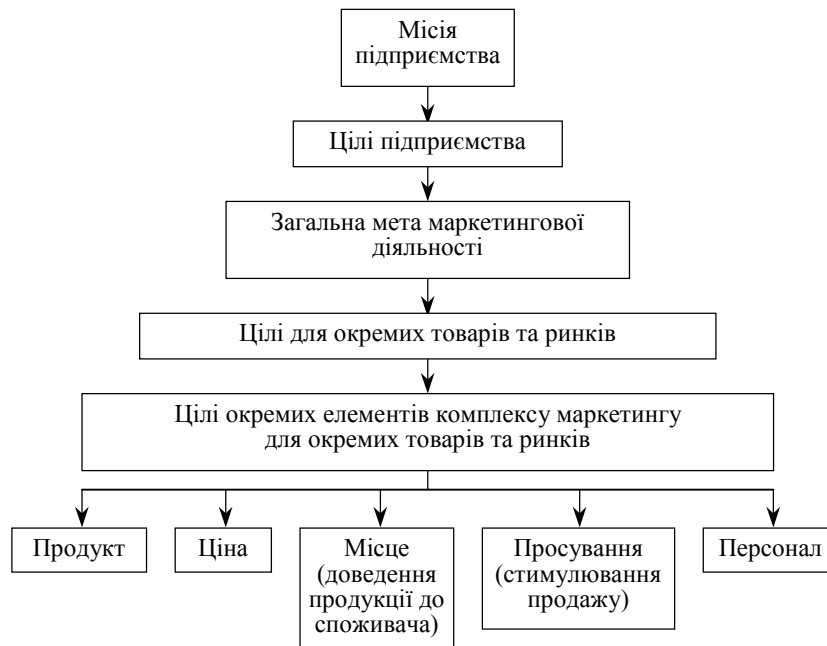 Місія
підприємства
Цілі підприємства
Загальна мета маркетингової
діяльності
Цілі для окремих товарів та ринків
Цілі окремих елементів комплексу маркетингу
для окремих товарів та ринків
Продукт
Ціна
Місце
(доведення
продукції до
споживача)
Просування
(стимулювання
продажу)
Персонал